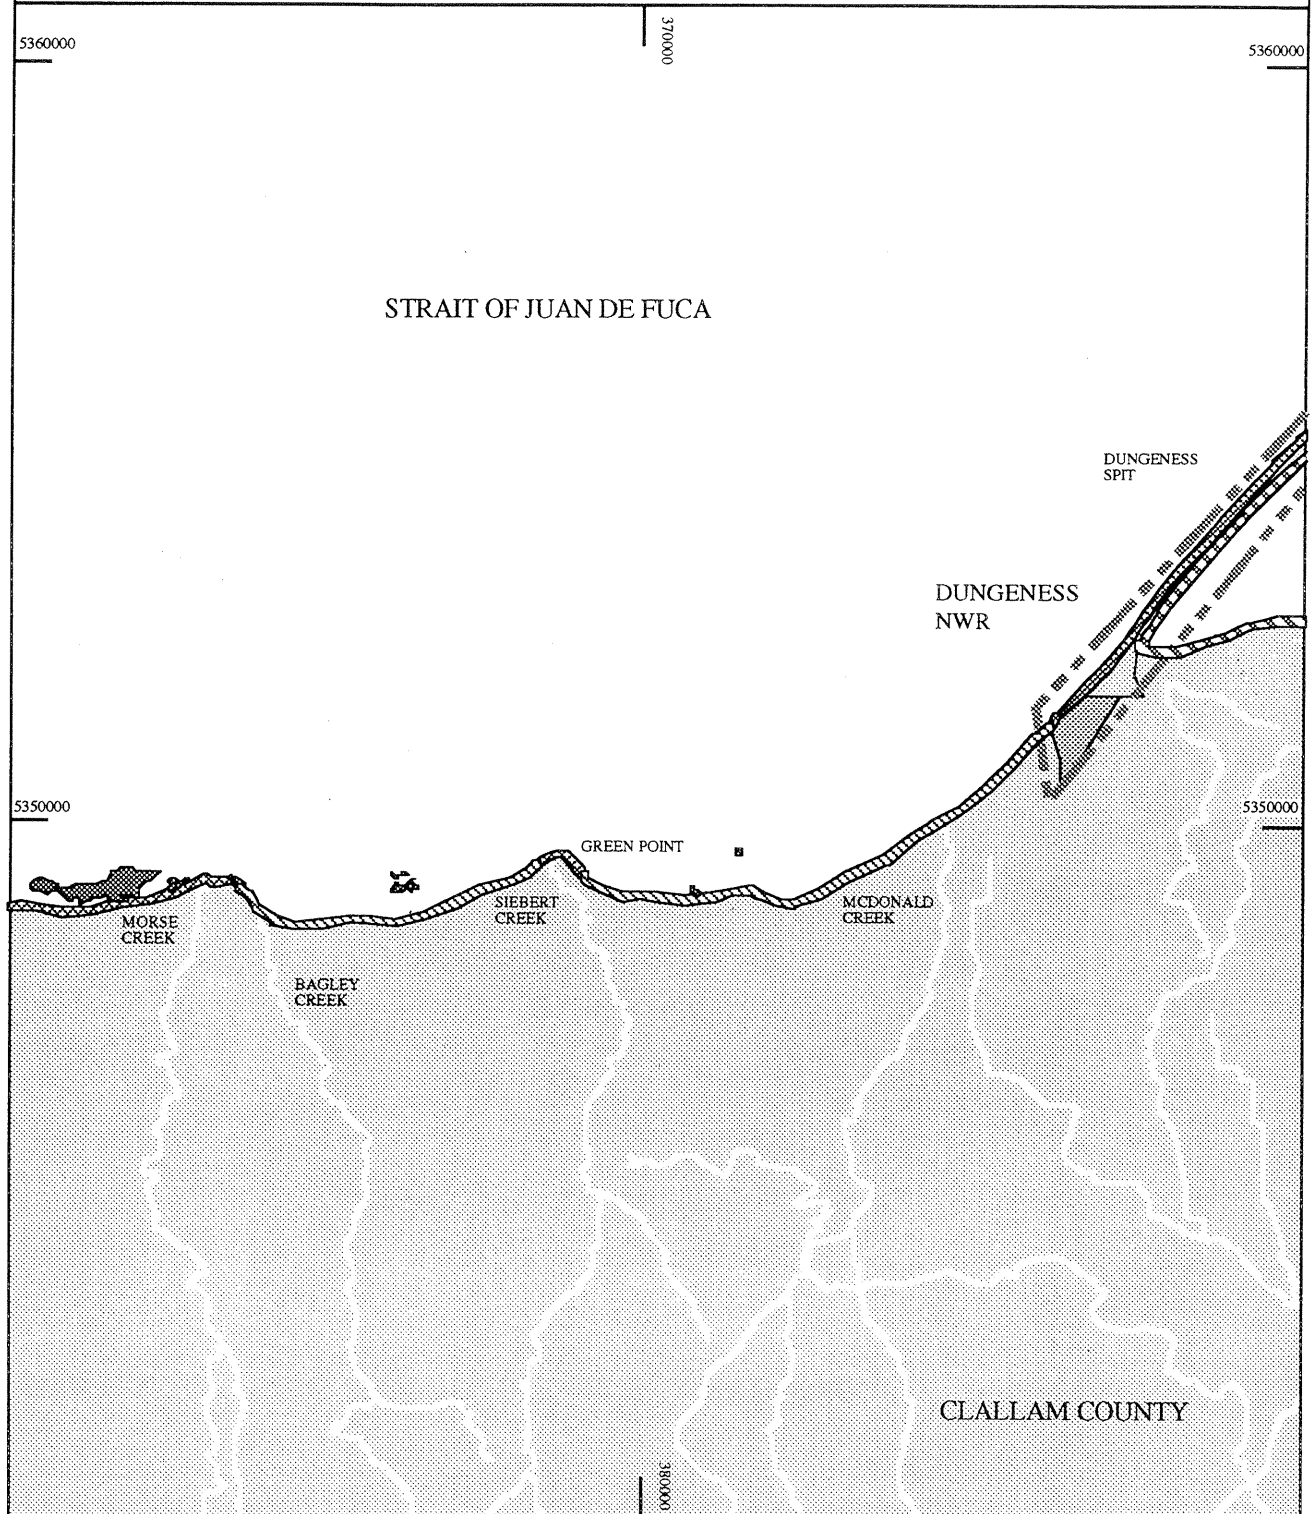 370000
5360000
5360000
STRAIT OF JUAN DE FUCA
DUNGENESS
SPIT
DUNGENESS
NWR
5350000
5350000
GREEN POINT
SIEBERT
CREEK
MCDONALD
CREEK
MORSE
CREEK
BAGLEY
CREEK
CLALLAM COUNTY
380000